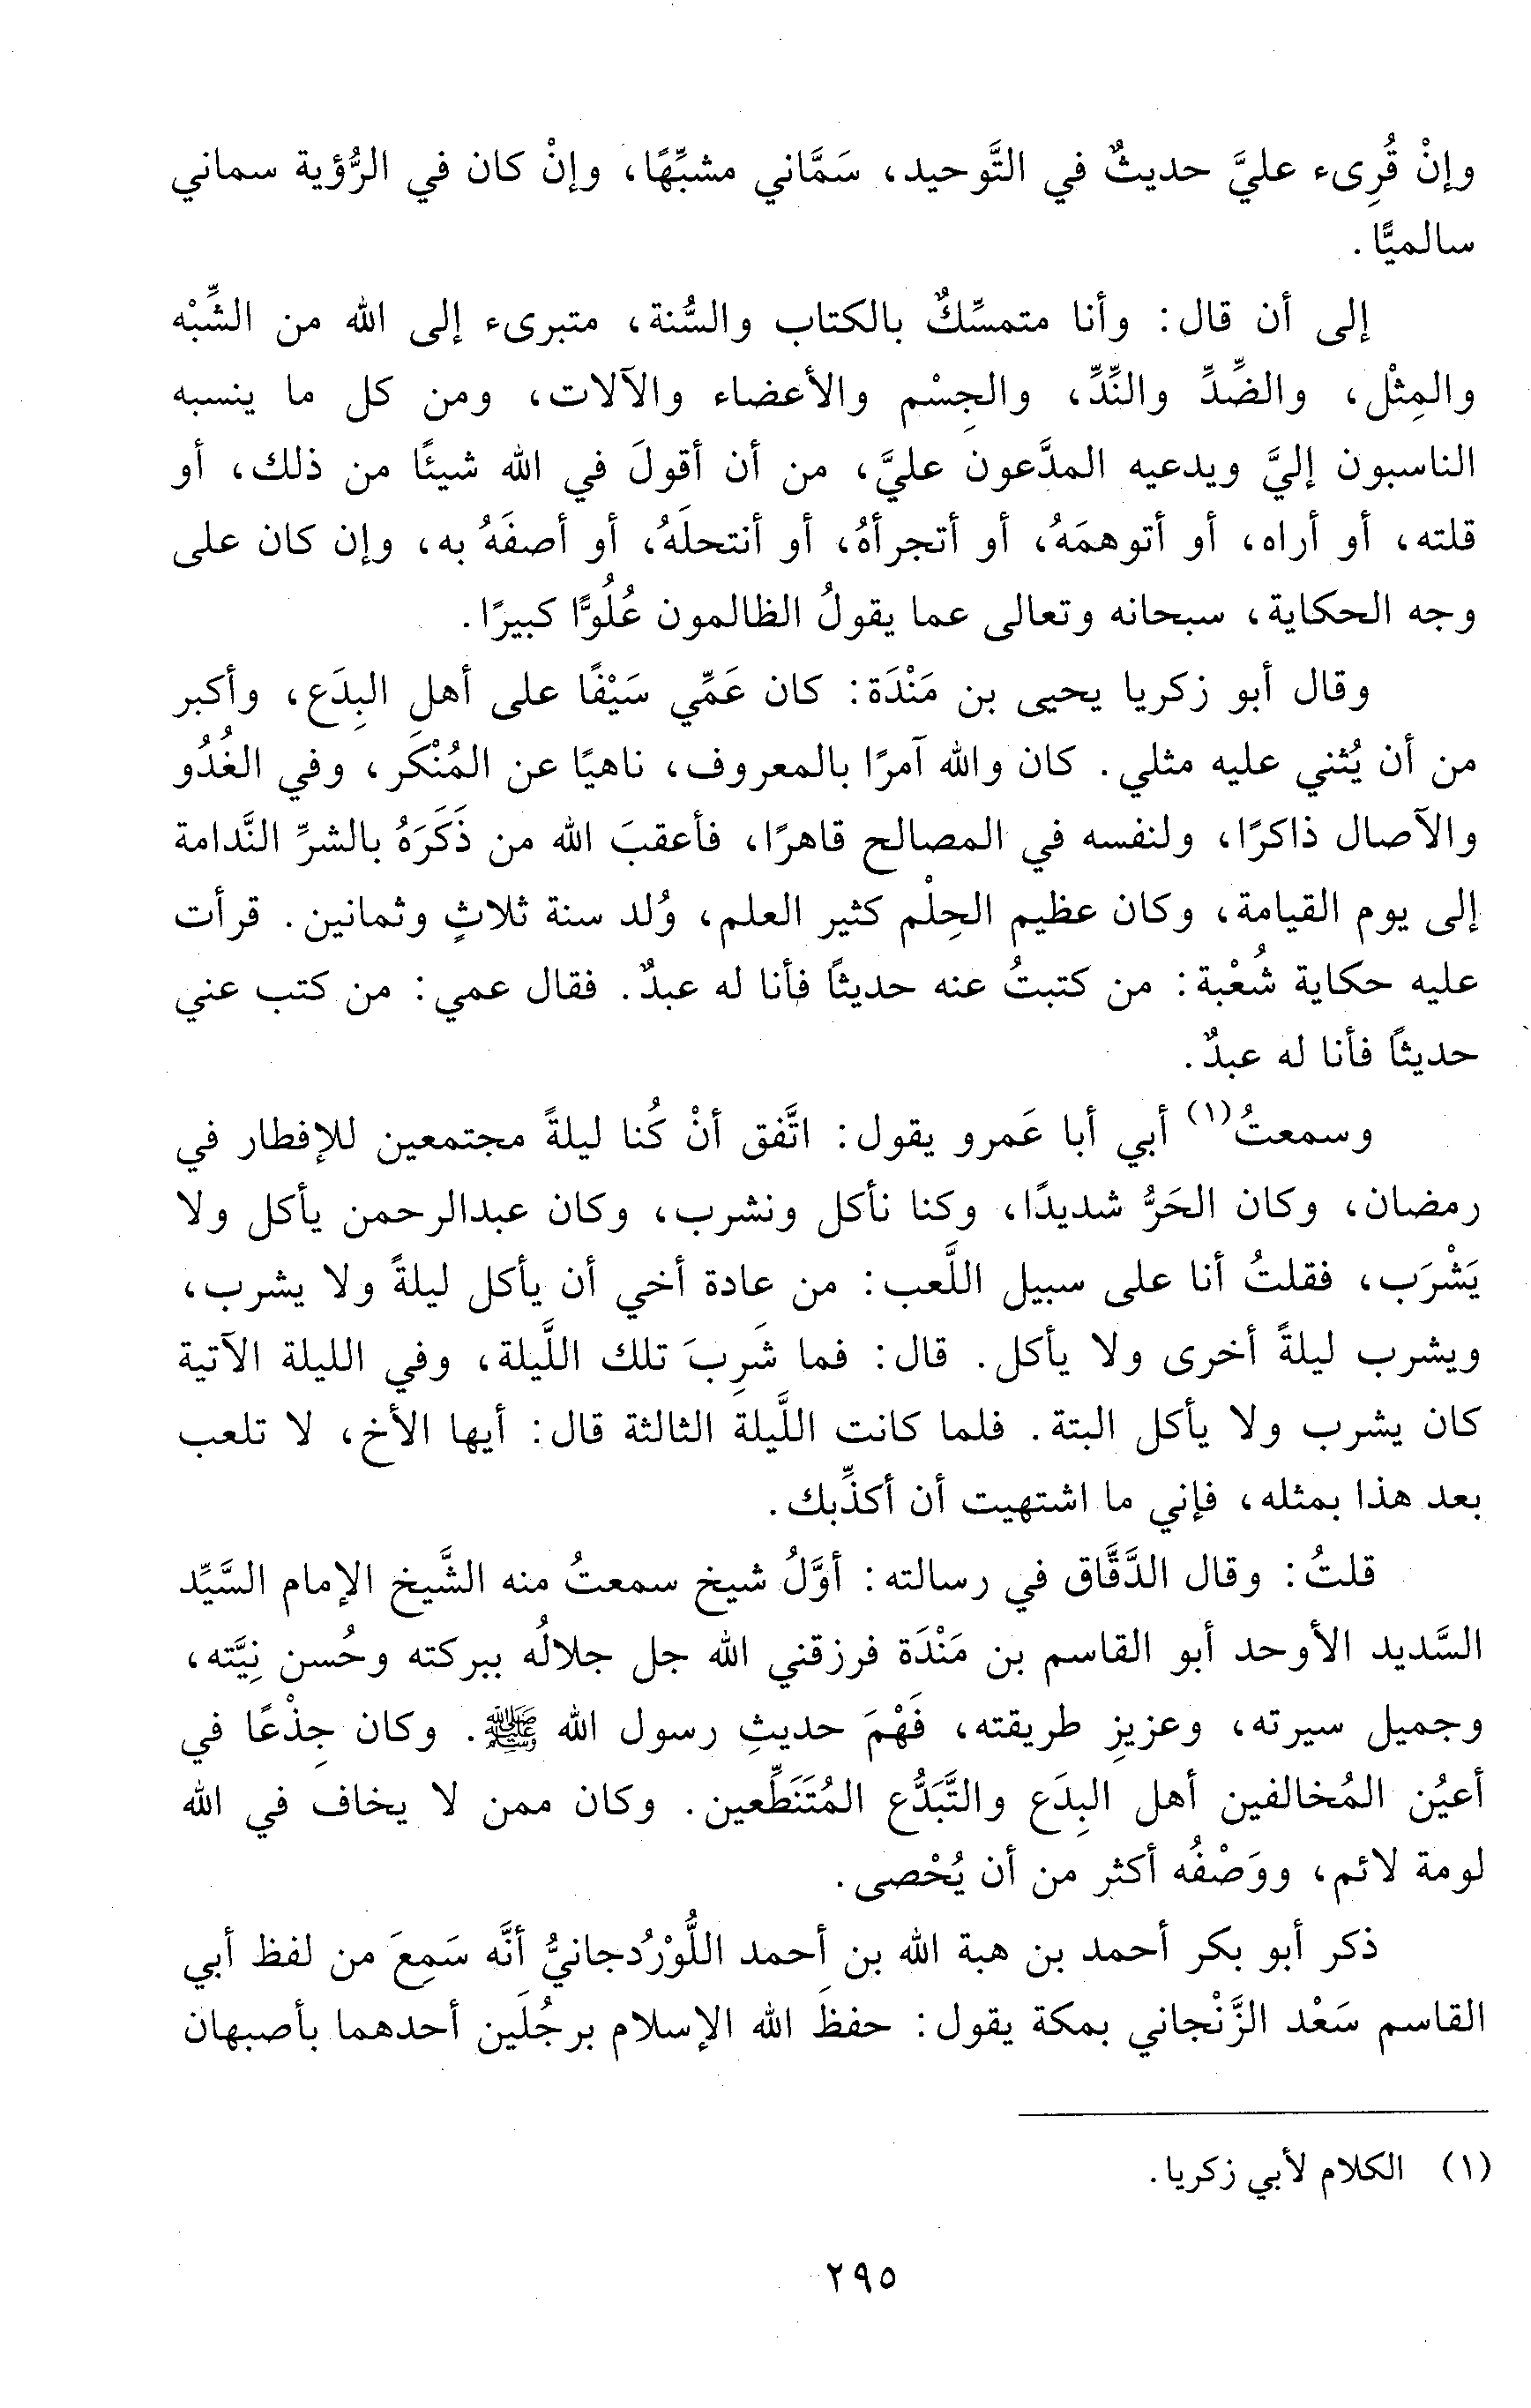 وإنْ قُرِىء عليَّ حديثٌ في التَّوحيد، سَمَّاني مشبِّهًا، وإنْ كان في الرُّؤية سماني
سالميًّا.
إلى أن قال: وأنا متمسِّكٌ بالكتاب والسُّنة، متبرىء إلى الله من الشِّبْه
والمِثْل، والضِّدِّ والنِّدِّ، والجِسْم والأعضاء والآلات، ومن كل ما ينسبه
الناسبون إليَّ ويدعيه المدَّعون عليَّ، من أن أقولَ في الله شيئًا من ذلك، أو
قلته، أو أراه، أو أتوهمَهُ، أو أتجرأهُ، أو أنتحلَهُ، أو أصفَهُ به، وإن كان على
وجه الحكاية، سبحانه وتعالى عما يقولُ الظالمون عُلُوًّا كبيرًا.
وقال أبو زكريا يحيى بن مَنْدَة: كان عَمِّي سَيْفًا على أهلِ البِدَع، وأكبر
من أن يُثني عليه مثلي. كان والله آمرًا بالمعروف، ناهيًا عن المُنْكَر، وفي الغُدُو
والآصال ذاكرًا، ولنفسه في المصالح قاهرًا، فأعقبَ الله من ذَكَرَهُ بالشرِّ النَّدامة
إلى يوم القيامة، وكان عظيم الحِلْم كثير العلم، وُلد سنة ثلاثٍ وثمانين. قرأت
عليه حكاية شُعْبة: من كتبتُ عنه حديثًا فأنا له عبدٌ. فقال عمي: من كتب عني
حديثًا فأنا له عبدٌ.
وسمعتُ(١) أبي أبا عَمرو يقول: اتَّفق أنْ كُنا ليلةً مجتمعين للإفطار في
رمضان، وكان الحَرُّ شديدًا، وكنا نأكل ونشرب، وكان عبدالرحمن يأكل ولا
يَشْرَب، فقلتُ أنا على سبيل اللَّعب: من عادة أخي أن يأكل ليلةً ولا يشرب،
ويشرب ليلةً أخرى ولا يأكل. قال: فما شَرِبَ تلك اللَّيلة، وفي الليلة الآتية
كان يشرب ولا يأكل البتة. فلما كانت اللَّيلة الثالثة قال: أيها الأخ، لا تلعب
بعد هذا بمثله، فإني ما اشتهيت أن أكذِّبك.
قلتُ: وقال الدَّقَّاق في رسالته: أوَّلُ شيخ سمعتُ منه الشَّيخ الإمام السَّيِّد
السَّديد الأوحد أبو القاسم بن مَنْدَة فرزقني الله جل جلالُه ببركته وحُسن نِيَّته،
وجميل سيرته، وعزيزِ طريقته، فَهْمَ حديثِ رسول الله ﷺ. وكان جِذْعًا في
أعيُن المُخالفين أهل البِدَع والتَّبَدُّع المُتَنَطِّعين. وكان ممن لا يخاف في الله
لومة لائم، ووَصْفُه أكثر من أن يُحْصى.
ذكر أبو بكر أحمد بن هبة الله بن أحمد اللُّوْرُدجانيُّ أنَّه سَمِعَ من لفظ أبي
القاسم سَعْد الزَّنْجاني بمكة يقول: حفظَ الله الإسلام برجُلَين أحدهما بأصبهان
(١) الكلام لأبي زكريا.
٢٩٥